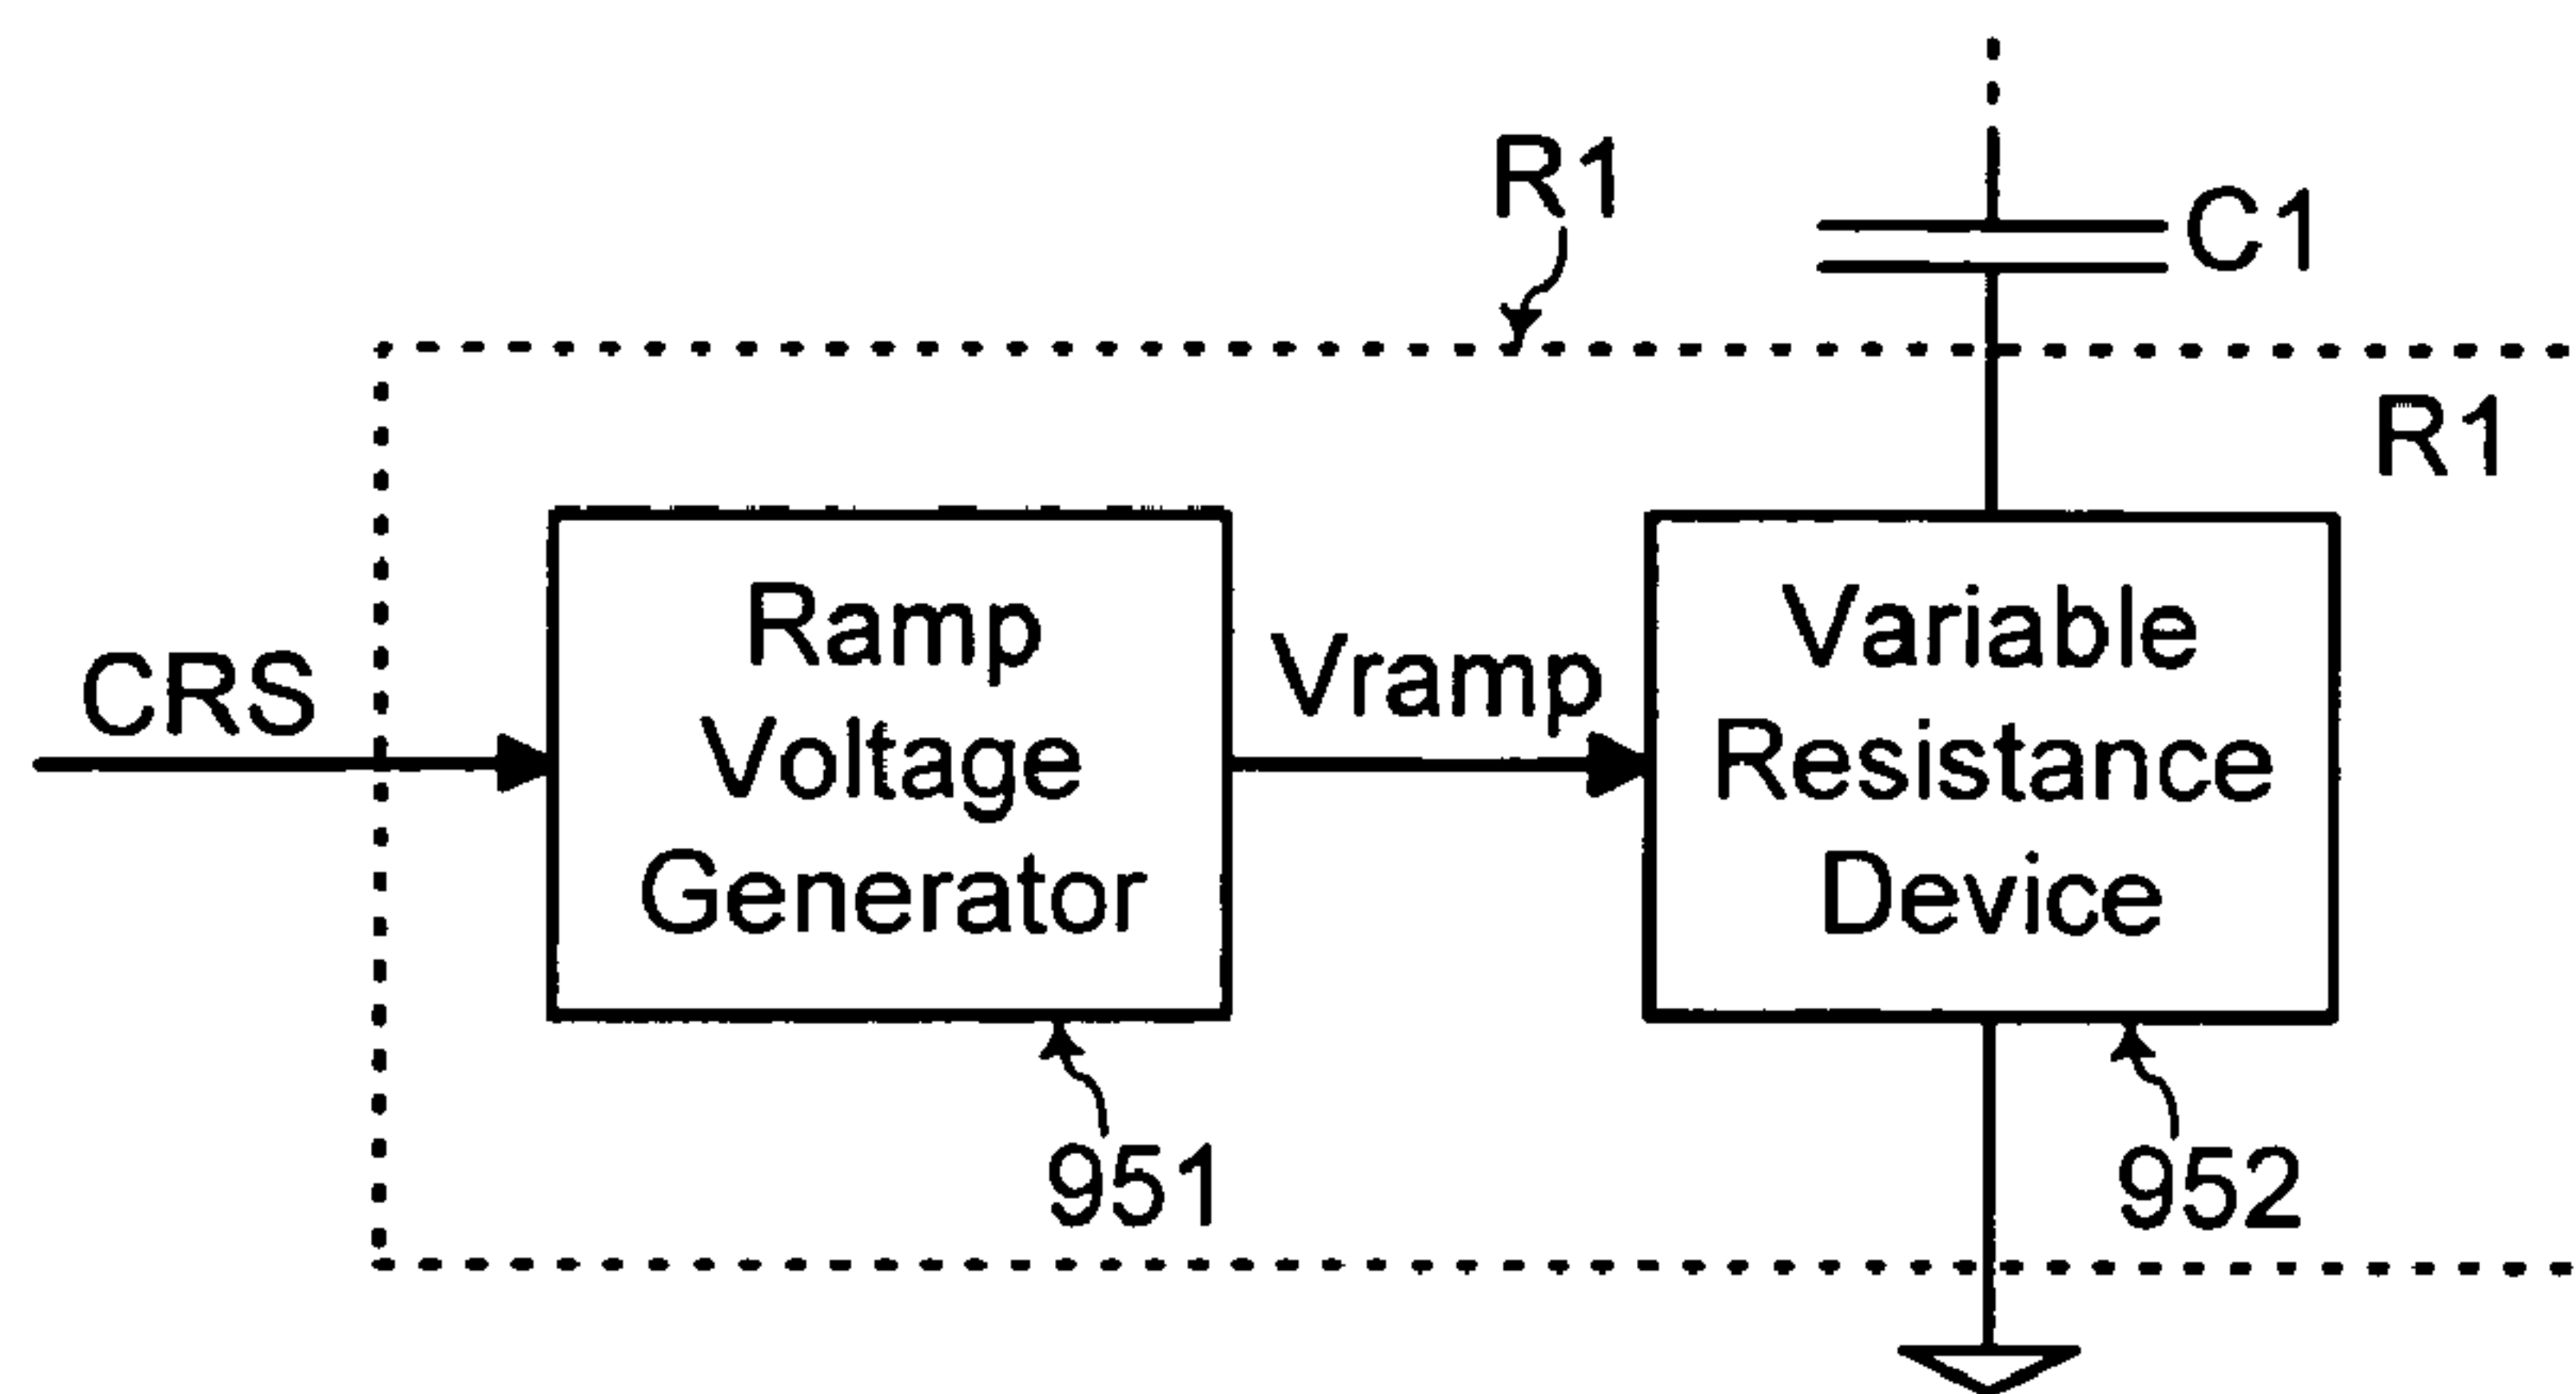 R1
C1
R1
CRS
Ramp
Voltage
Generator
Vramp
Variable
Resistance
Device
951
952